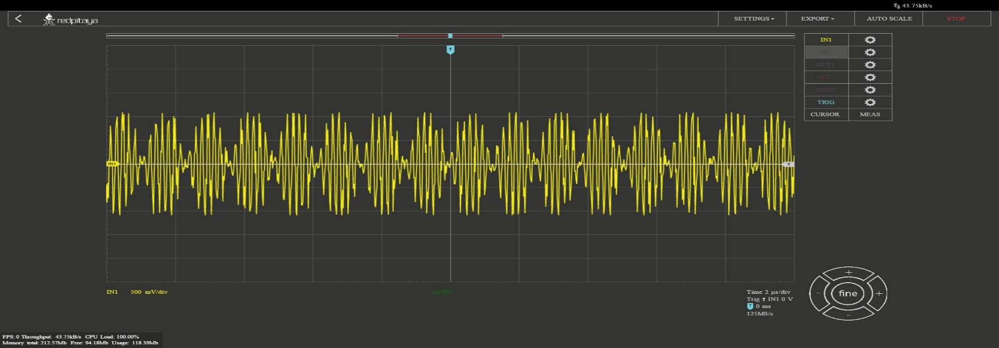 43.75kB/s
redpitaya
SETTINGS
EXPORT
AUTO SCALE
STOP
T
IN1
IN2
OUT1
OUT2
MATH
TRIG
CURSOR MEAS
IN1
T
IN1 500 mV/div
AUTO
Time 2 µs/div
Trig IN1 0 V
T 0 ms
125MS/s
+
- fine +
-
FPS: 0 Throughput: 43.75kB/s CPU Load: 100.00%
Memory total: 212.57Mb Free: 94.18Mb Usage: 118.39Mb